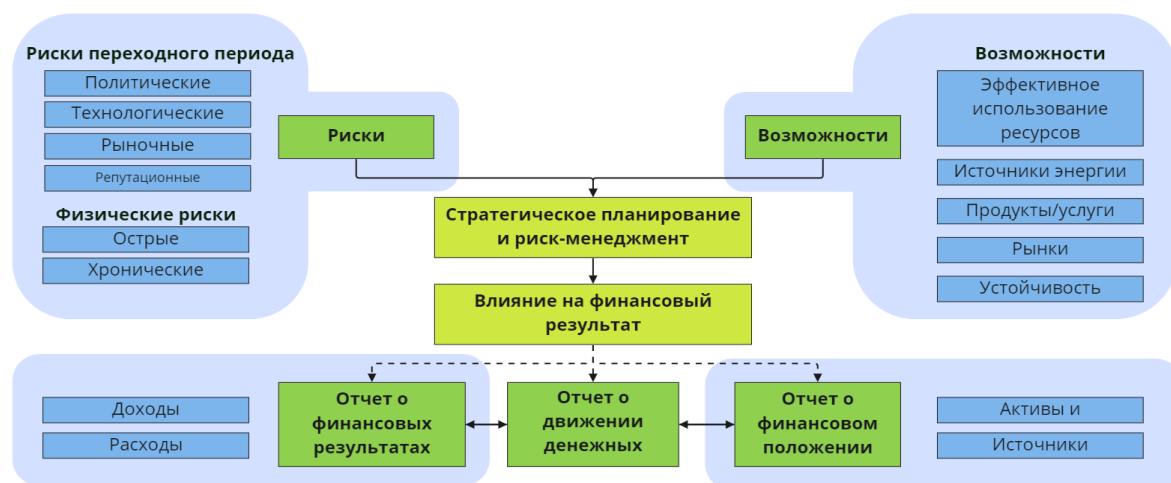 Риски переходного периода
Политические
Технологические
Рыночные
Репутационные
Физические риски
Острые
Хронические
Риски
Возможности
Возможности
Эффективное
использование
ресурсов
Источники энергии
Продукты/услуги
Рынки
Устойчивость
Стратегическое планирование
и риск-менеджмент
Влияние на финансовый
результат
Доходы
Расходы
Отчет о
финансовых
результатах
Отчет о
движении
денежных
Отчет о
финансовом
положении
Активы и
Источники